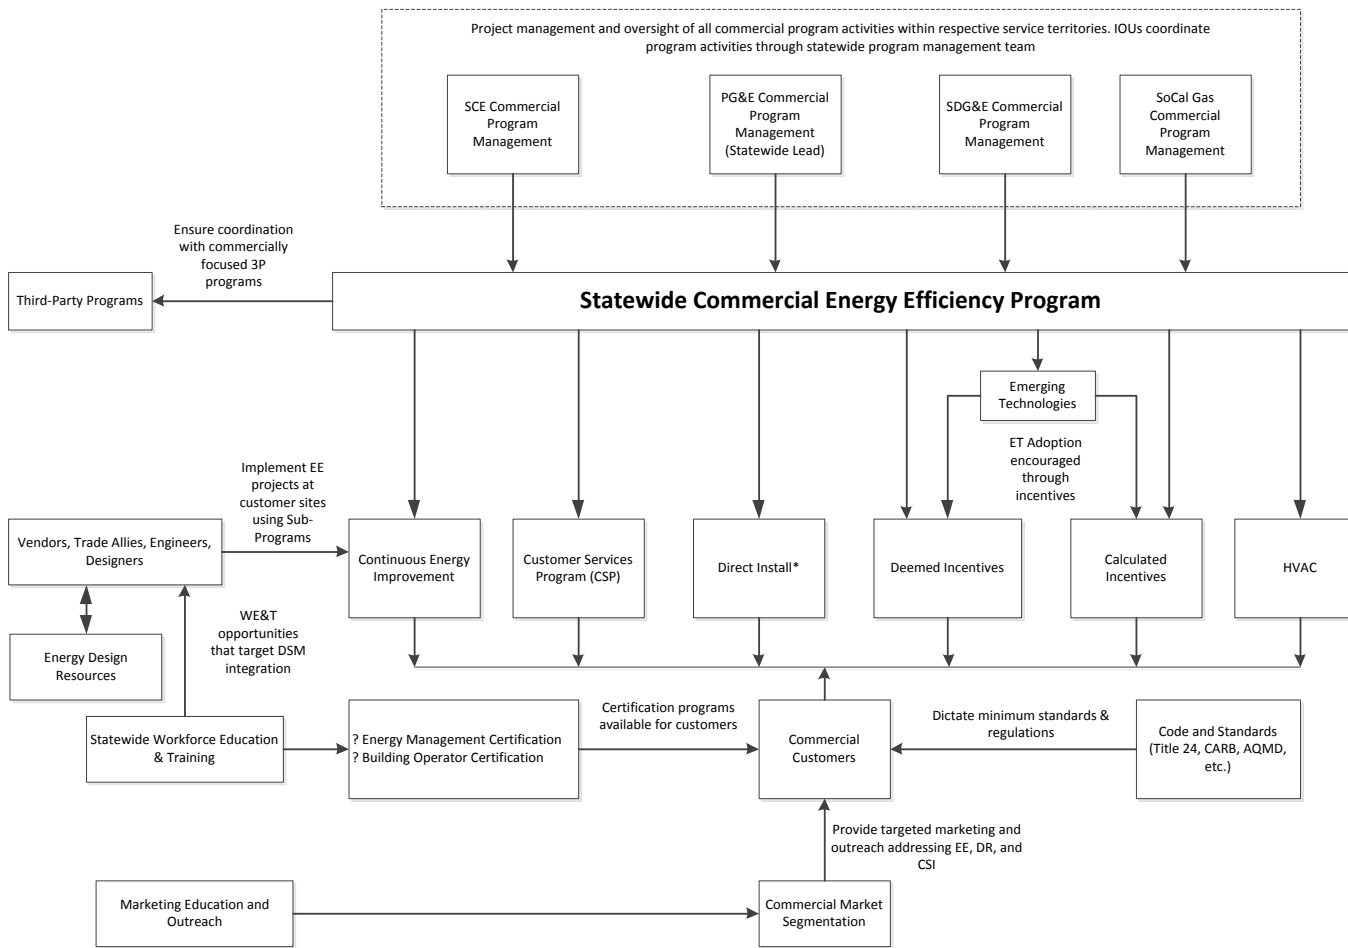 Project management and oversight of all commercial program activities within respective service territories. IOUs coordinate
program activities through statewide program management team
SCE Commercial
Program
Management
PG&E Commercial
Program
Management
(Statewide Lead)
SDG&E Commercial
Program
Management
SoCal Gas
Commercial
Program
Management
Ensure coordination
with commercially
focused 3P
programs
Third-Party Programs
Statewide Commercial Energy Efficiency Program
Emerging
Technologies
ET Adoption
encouraged
through
incentives
Implement EE
projects at
customer sites
using Sub-
Programs
Vendors, Trade Allies, Engineers,
Designers
Continuous Energy
Improvement
Customer Services
Program (CSP)
Direct Install*
Deemed Incentives
Calculated
Incentives
HVAC
WE&T
opportunities
that target DSM
integration
Energy Design
Resources
Statewide Workforce Education
& Training
? Energy Management Certification
? Building Operator Certification
Certification programs
available for customers
Commercial
Customers
Dictate minimum standards &
regulations
Code and Standards
(Title 24, CARB, AQMD,
etc.)
Provide targeted marketing and
outreach addressing EE, DR, and
CSI
Marketing Education and
Outreach
Commercial Market
Segmentation